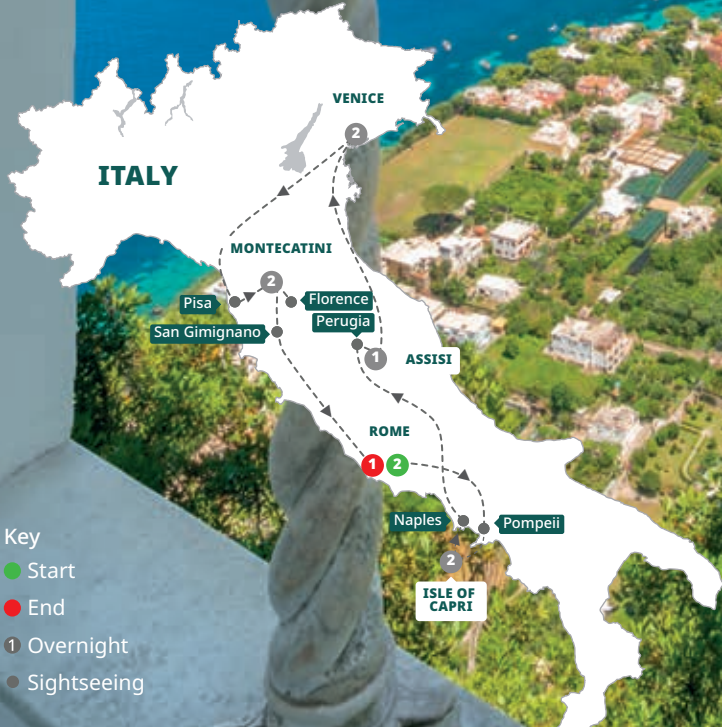 VENICE
2
ITALY
MONTECATINI
2
Pisa
Florence
San Gimignano
Perugia
1
ASSISI
ROME
1
2
Naples
Pompeii
2
ISLE OF
CAPRI
Key
Start
End
1 Overnight
Sightseeing